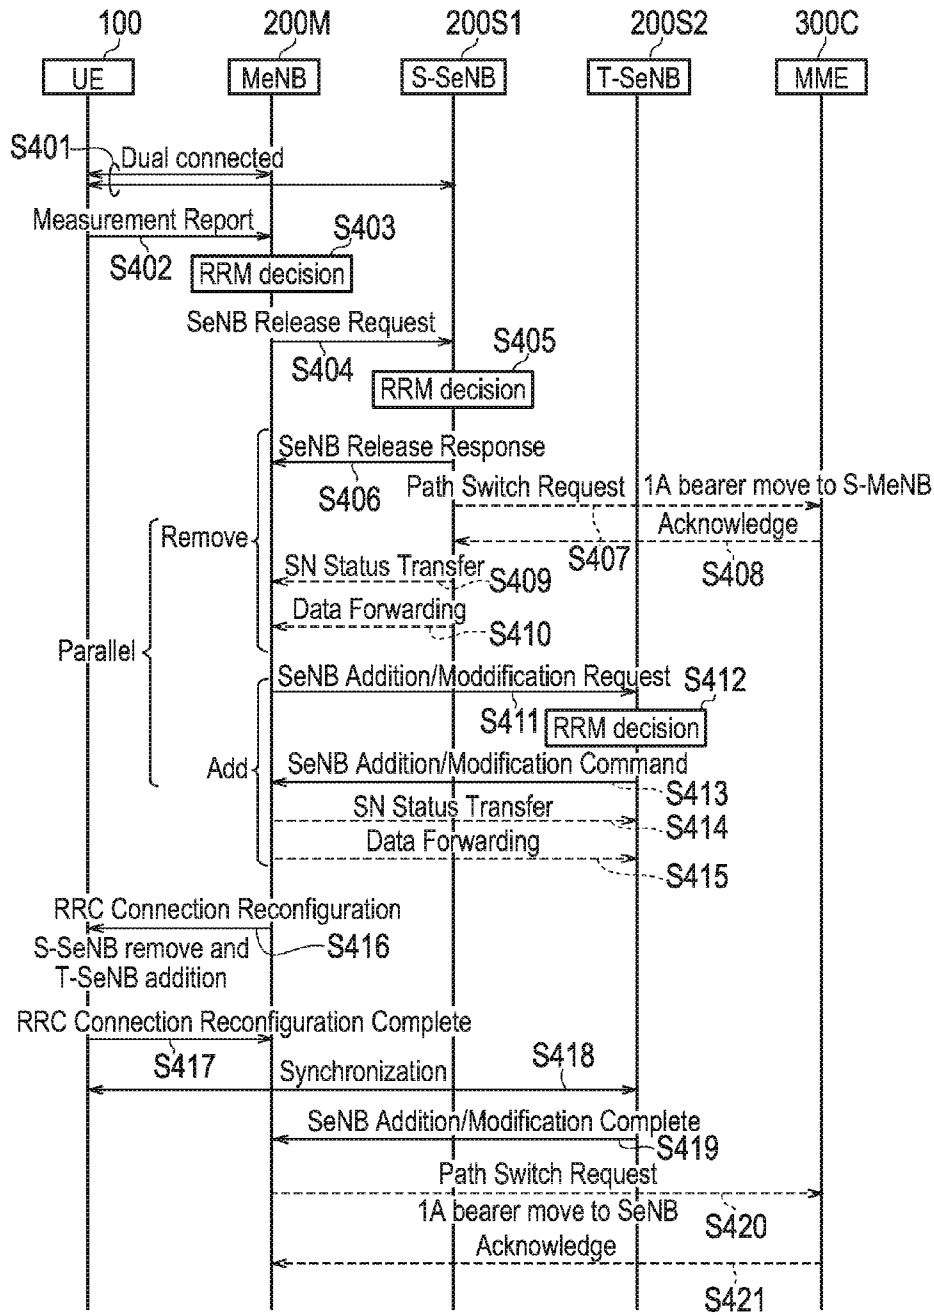 100 200M 200S1 200S2 300C
UE MeNB S-SeNB T-SeNB MME
S401
Dual connected
Measurement Report
S402
S403
RRM decision
SeNB Release Request
S404
S405
RRM decision
SeNB Release Response
S406
Path Switch Request 1A bearer move to S-MeNB
S407
Acknowledge
S408
Remove
SN Status Transfer
S409
Data Forwarding
S410
Parallel
SeNB Addition/Moddification Request
S411
S412
RRM decision
Add
SeNB Addition/Modification Command
S413
SN Status Transfer
S414
Data Forwarding
S415
RRC Connection Reconfiguration
S416
S-SeNB remove and
T-SeNB addition
RRC Connection Reconfiguration Complete
S417
Synchronization
S418
SeNB Addition/Modification Complete
S419
Path Switch Request
1A bearer move to SeNB
S420
Acknowledge
S421